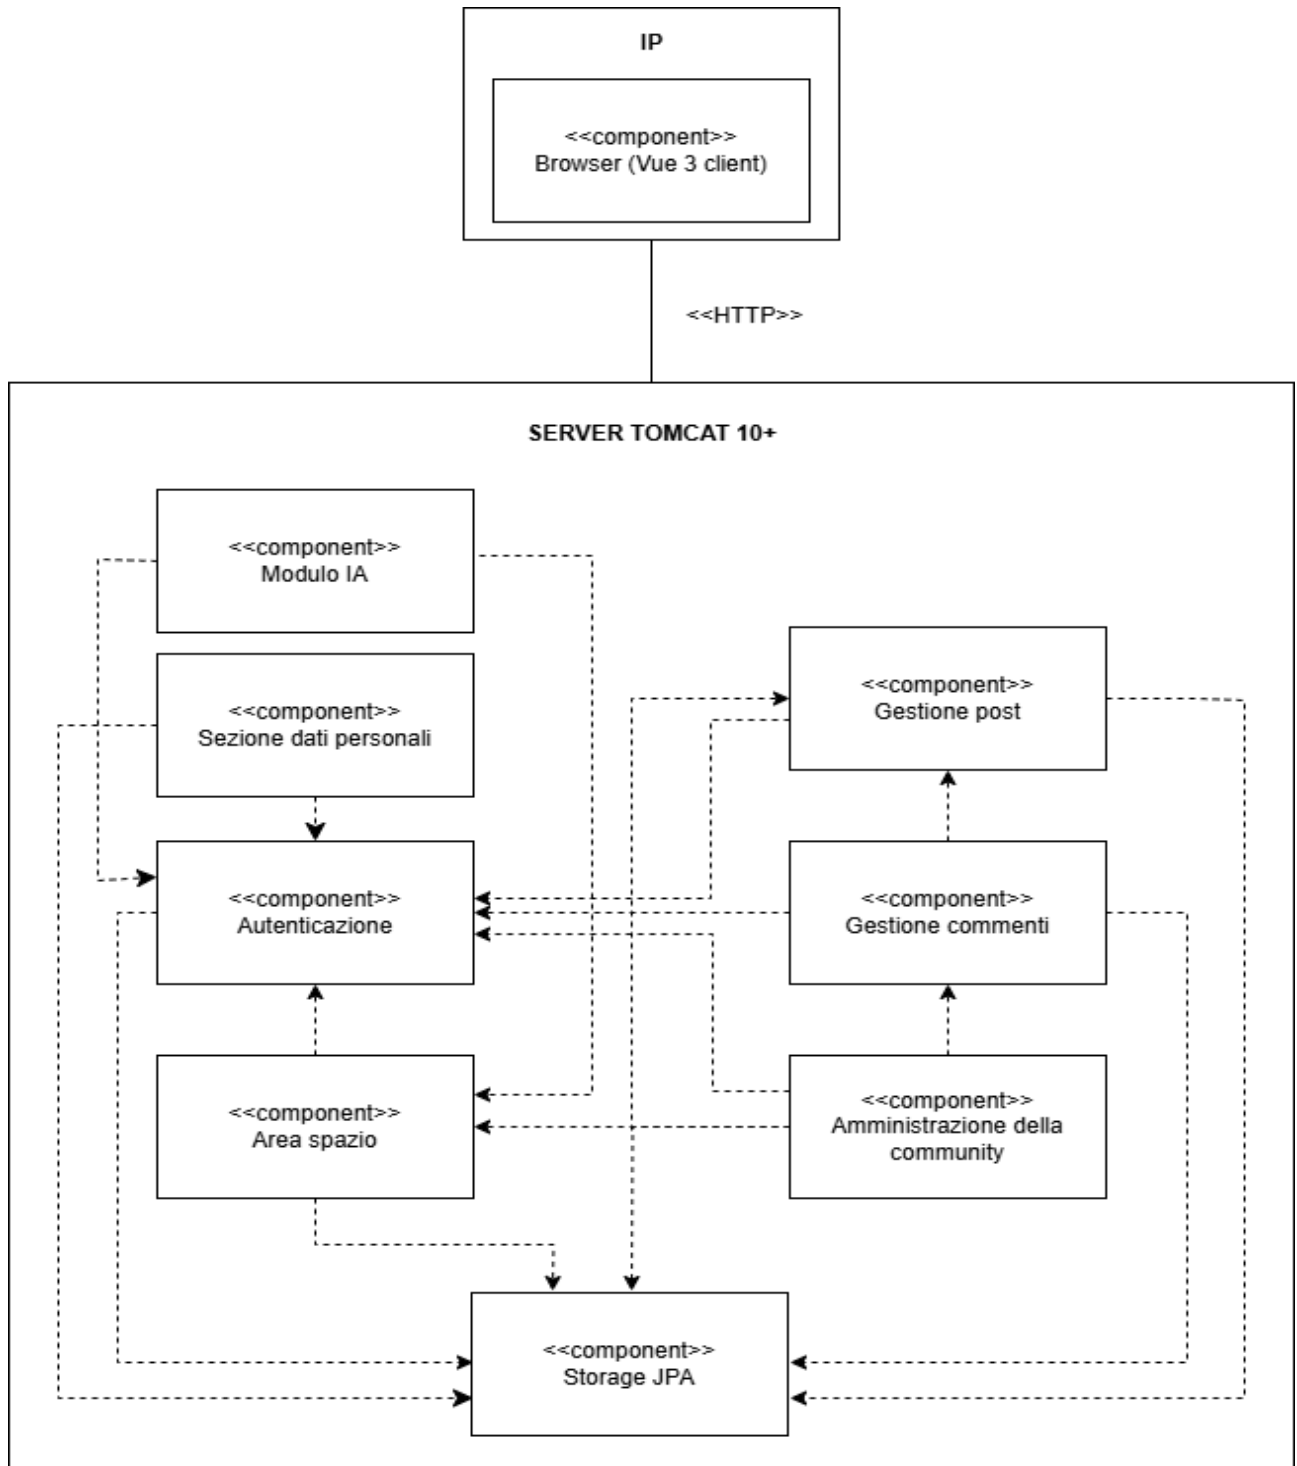 IP
<<component>>
Browser (Vue 3 client)
<<HTTP>>
SERVER TOMCAT 10+
<<component>>
Modulo IA
<<component>>
Gestione post
<<component>>
Sezione dati personali
<<component>>
Autenticazione
<<component>>
Gestione commenti
<<component>>
Area spazio
<<component>>
Amministrazione della
community
<<component>>
Storage JPA